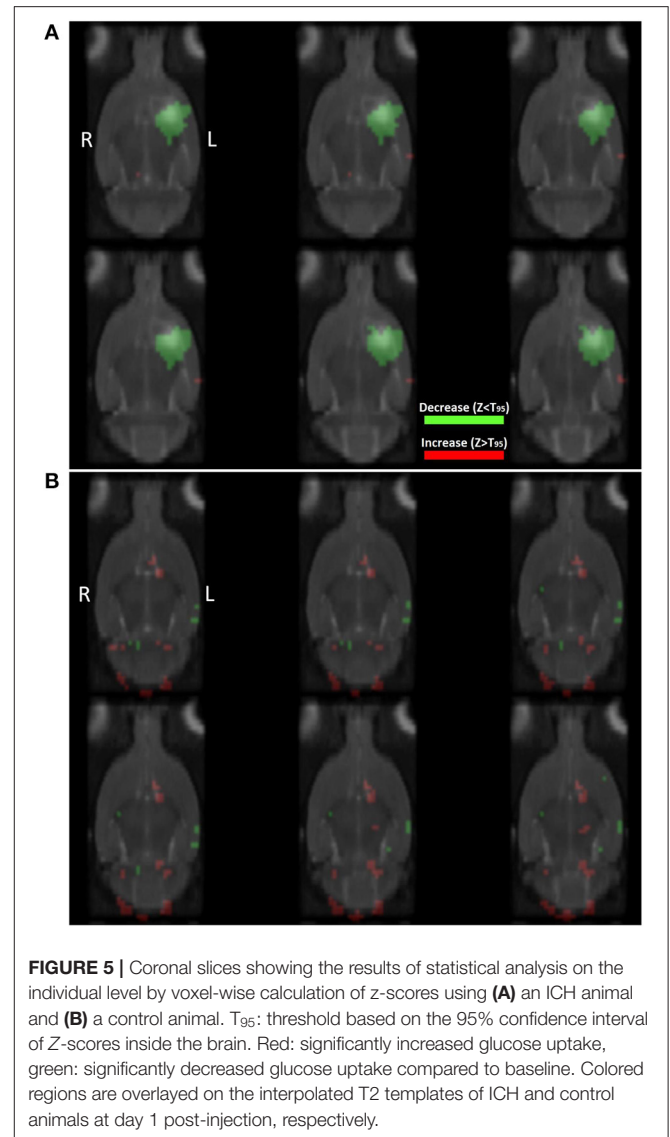 A
R
L
Decrease (Z<T95)
Increase (Z>T95)
B
R
L
FIGURE 5 | Coronal slices showing the results of statistical analysis on the
individual level by voxel-wise calculation of z-scores using (A) an ICH animal
and (B) a control animal. T95: threshold based on the 95% confidence interval
of Z-scores inside the brain. Red: significantly increased glucose uptake,
green: significantly decreased glucose uptake compared to baseline. Colored
regions are overlayed on the interpolated T2 templates of ICH and control
animals at day 1 post-injection, respectively.